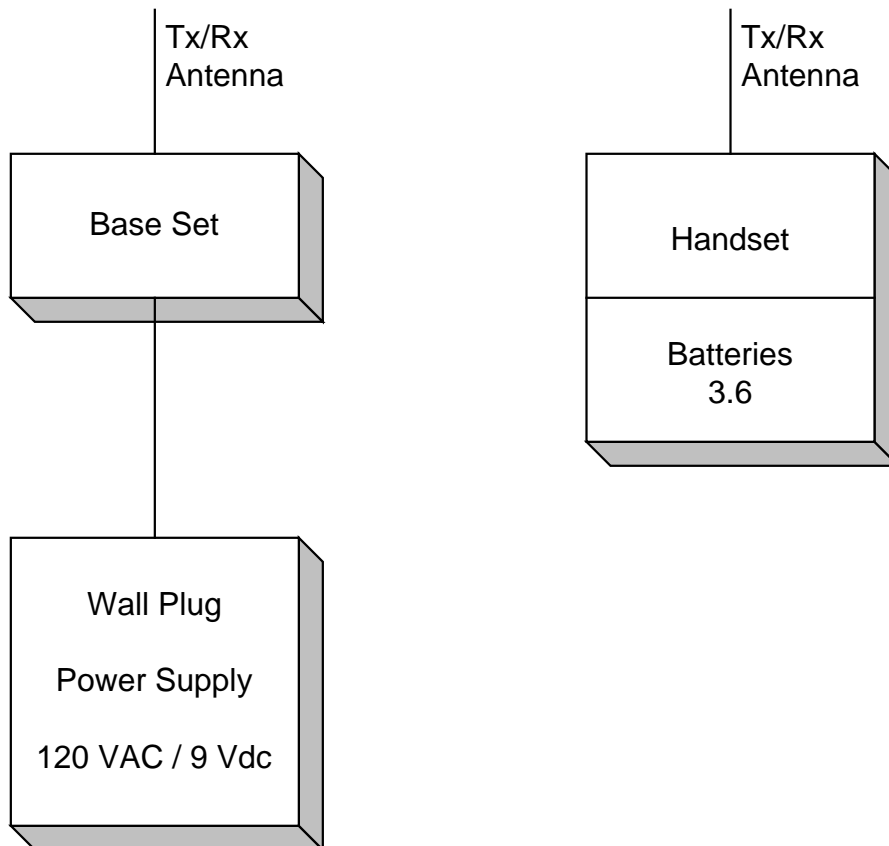 Tx/Rx
Antenna
Base Set
Wall Plug
Power Supply
120 VAC / 9 Vdc
Tx/Rx
Antenna
Handset
Batteries
3.6